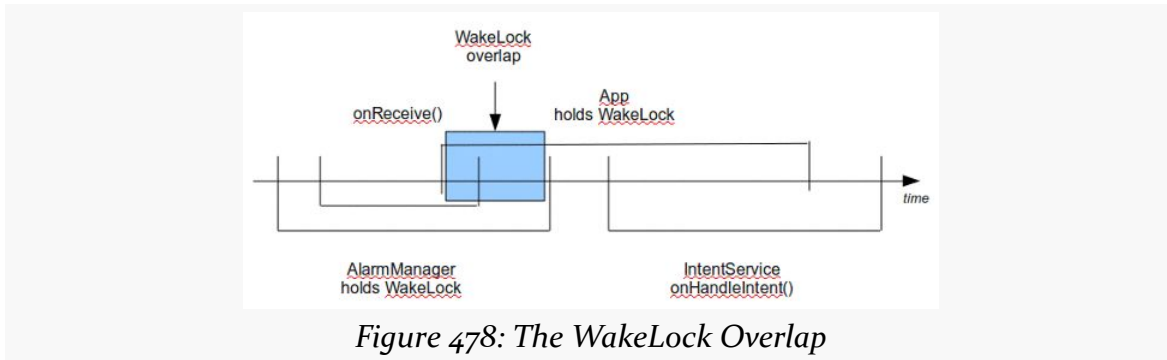 WakeLock
overlap
onReceive()
App
holds WakeLock
time
AlarmManager
holds WakeLock
IntentService
onHandleIntent()
Figure 478: The WakeLock Overlap